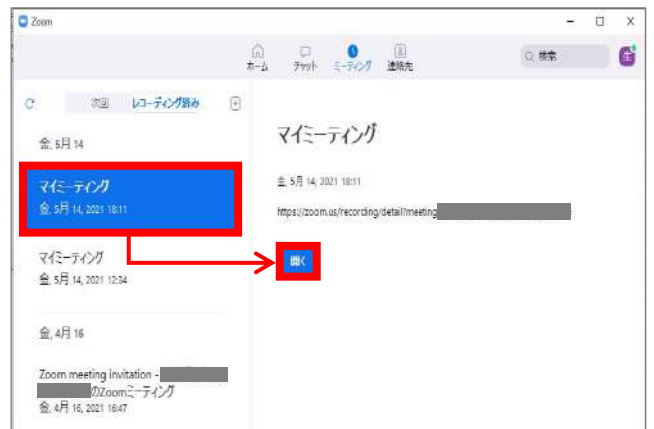 Zoom
ホーム チャット ミーティング 連絡先
検索
生
次回 レコーディング済み
金, 5月 14
マイミーティング
金, 5月 14, 2021 18:11
マイミーティング
金, 5月 14, 2021 12:34
金, 4月 16
Zoom meeting invitation -
のZoomミーティング
金, 4月 16, 2021 16:47
マイミーティング
金, 5月 14, 2021 18:11
https://zoom.us/recording/detail?meeting
開く